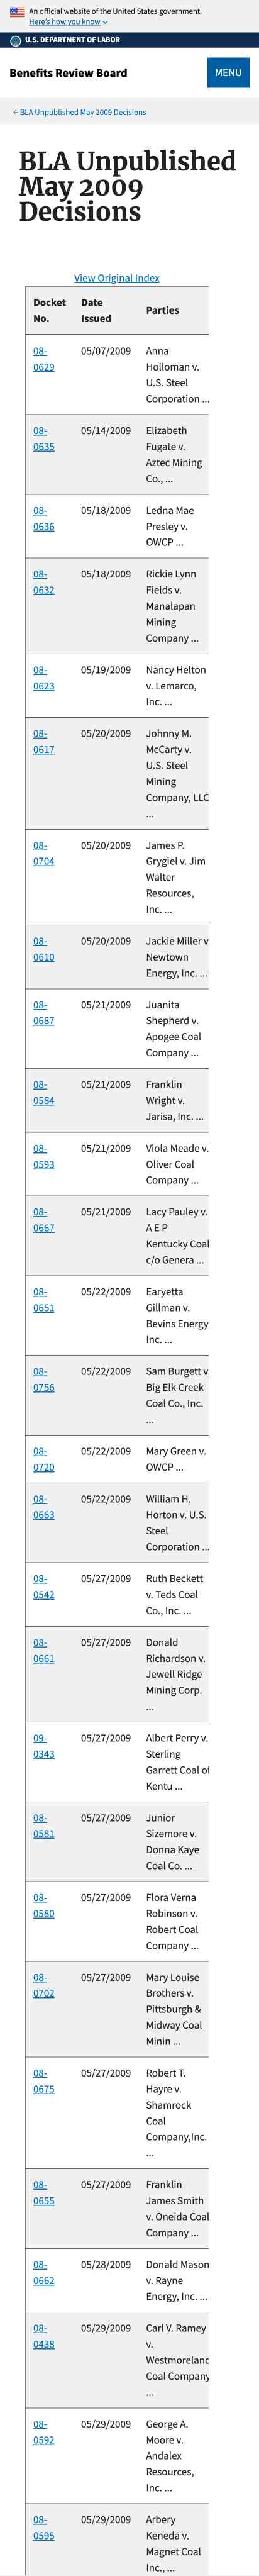 An official website of the United States government.
Here's how you know
U.S. DEPARTMENT OF LABOR
Benefits Review Board
MENU
← BLA Unpublished May 2009 Decisions
BLA Unpublished
May 2009
Decisions
View Original Index
Docket Date
No. Issued Parties
08- 05/07/2009 Anna
0629 Holloman v.
U.S. Steel
Corporation ...
08- 05/14/2009 Elizabeth
0635 Fugate v.
Aztec Mining
Co., ...
08- 05/18/2009 Ledna Mae
0636 Presley v.
OWCP ...
08- 05/18/2009 Rickie Lynn
0632 Fields v.
Manalapan
Mining
Company ...
08- 05/19/2009 Nancy Helton
0623 v. Lemarco,
Inc. ...
08- 05/20/2009 Johnny M.
0617 McCarty v.
U.S. Steel
Mining
Company, LLC
...
08- 05/20/2009 James P.
0704 Grygiel v. Jim
Walter
Resources,
Inc. ...
08- 05/20/2009 Jackie Miller v
0610 Newtown
Energy, Inc. ...
08- 05/21/2009 Juanita
0687 Shepherd v.
Apogee Coal
Company ...
08- 05/21/2009 Franklin
0584 Wright v.
Jarisa, Inc. ...
08- 05/21/2009 Viola Meade v.
0593 Oliver Coal
Company ...
08- 05/21/2009 Lacy Pauley v.
0667 A E P
Kentucky Coal
c/o Genera ...
08- 05/22/2009 Earyetta
0651 Gillman v.
Bevins Energy
Inc. ...
08- 05/22/2009 Sam Burgett v
0756 Big Elk Creek
Coal Co., Inc.
...
08- 05/22/2009 Mary Green v.
0720 OWCP ...
08- 05/22/2009 William H.
0663 Horton v. U.S.
Steel
Corporation ...
08- 05/27/2009 Ruth Beckett
0542 v. Teds Coal
Co., Inc. ...
08- 05/27/2009 Donald
0661 Richardson v.
Jewell Ridge
Mining Corp.
...
09- 05/27/2009 Albert Perry v.
0343 Sterling
Garrett Coal of
Kentu ...
08- 05/27/2009 Junior
0581 Sizemore v.
Donna Kaye
Coal Co. ...
08- 05/27/2009 Flora Verna
0580 Robinson v.
Robert Coal
Company ...
08- 05/27/2009 Mary Louise
0702 Brothers v.
Pittsburgh &
Midway Coal
Minin ...
08- 05/27/2009 Robert T.
0675 Hayre v.
Shamrock
Coal
Company,Inc.
...
08- 05/27/2009 Franklin
0655 James Smith
v. Oneida Coal
Company ...
08- 05/28/2009 Donald Mason
0662 v. Rayne
Energy, Inc. ...
08- 05/29/2009 Carl V. Ramey
0438 v.
Westmoreland
Coal Company
...
08- 05/29/2009 George A.
0592 Moore v.
Andalex
Resources,
Inc. ...
08- 05/29/2009 Arbery
0595 Keneda v.
Magnet Coal
Inc., ...